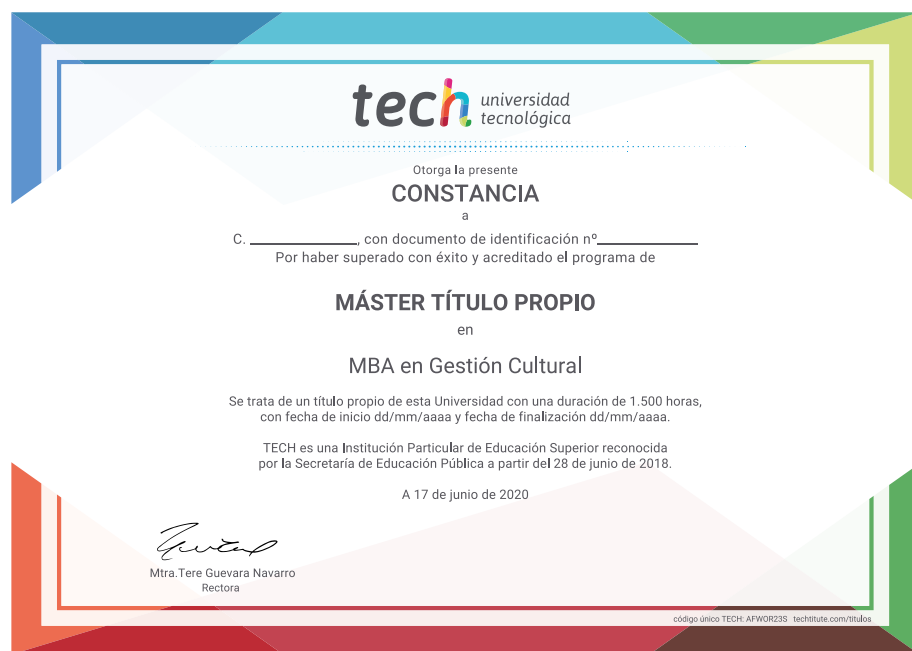 tech universidad
tecnológica
Otorga la presente
CONSTANCIA
a
C. ____________, con documento de identificación nº____________
Por haber superado con éxito y acreditado el programa de
MÁSTER TÍTULO PROPIO
en
MBA en Gestión Cultural
Se trata de un título propio de esta Universidad con una duración de 1.500 horas,
con fecha de inicio dd/mm/aaaa y fecha de finalización dd/mm/aaaa.
TECH es una Institución Particular de Educación Superior reconocida
por la Secretaría de Educación Pública a partir del 28 de junio de 2018.
A 17 de junio de 2020
Mtra.Tere Guevara Navarro
Rectora
código único TECH: AFWOR23S techtitute.com/titulos